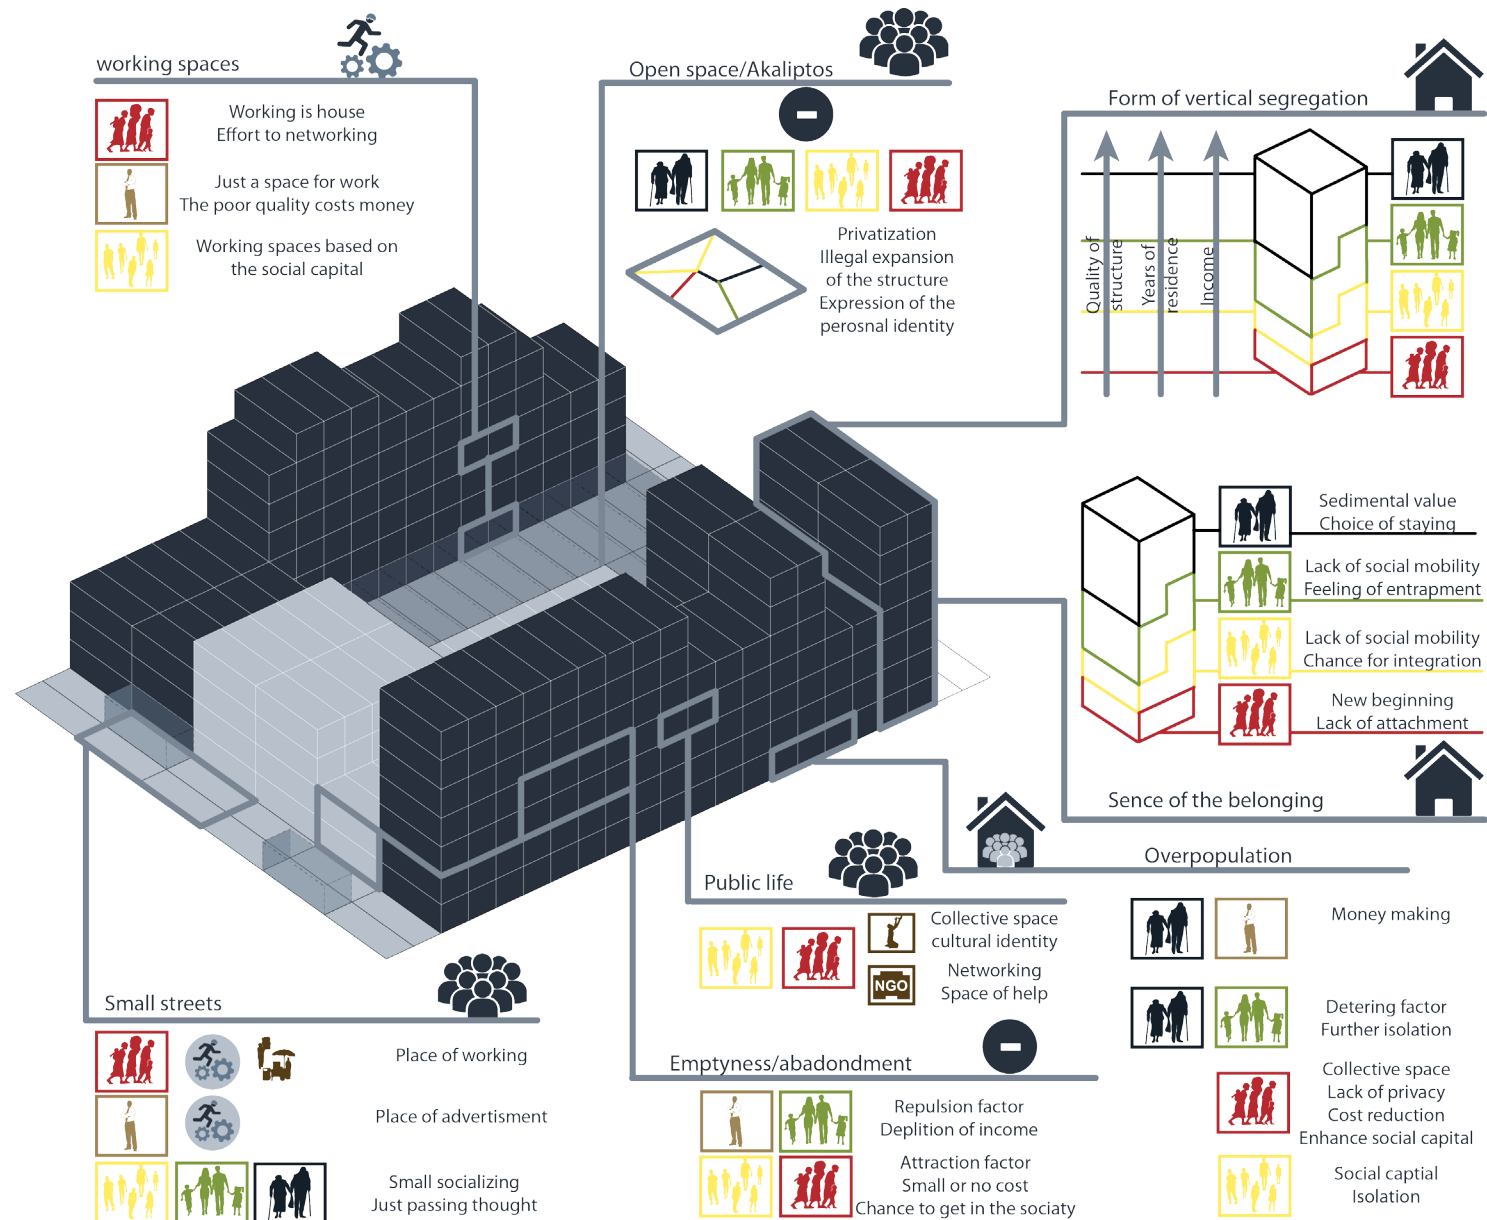 working spaces
Working is house
Effort to networking
Just a space for work
The poor quality costs money
Working spaces based on
the social capital
Open space/Akaliptos
Privatization
Illegal expansion
of the structure
Expression of the
perosnal identity
Form of vertical segregation
Quality of
structure
Years of
residence
Income
Sedimental value
Choice of staying
Lack of social mobility
Feeling of entrapment
Lack of social mobility
Chance for integration
New beginning
Lack of attachment
Sence of the belonging
Overpopulation
Money making
Detering factor
Further isolation
Collective space
Lack of privacy
Cost reduction
Enhance social capital
Social captial
Isolation
Public life
Collective space
cultural identity
NGO
Networking
Space of help
Emptyness/abadondment
Repulsion factor
Deplition of income
Attraction factor
Small or no cost
Chance to get in the sociaty
Small streets
Place of working
Place of advertisment
Small socializing
Just passing thought